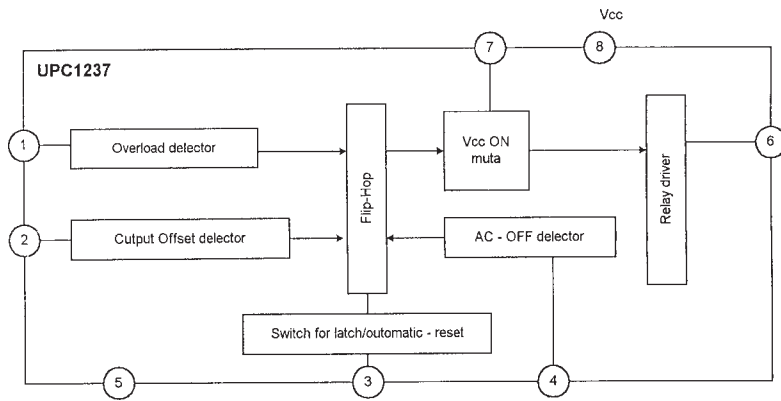 Vcc
7
8
UPC1237
1
Overload detector
Flip-Hop
Vcc ON
muta
Relay driver
6
2
Cutput Offset detector
AC - OFF detector
Switch for latch/outomatic - reset
5
3
4